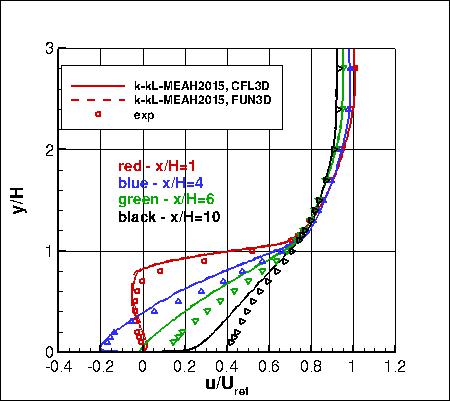 3
k-kL-MEAH2015, CFL3D
k-kL-MEAH2015, FUN3D
exp
2
red - x/H=1
blue - x/H=4
green - x/H=6
black - x/H=10
y/H
1
0
-0.4 -0.2 0 0.2 0.4 0.6 0.8 1 1.2
u/Uref